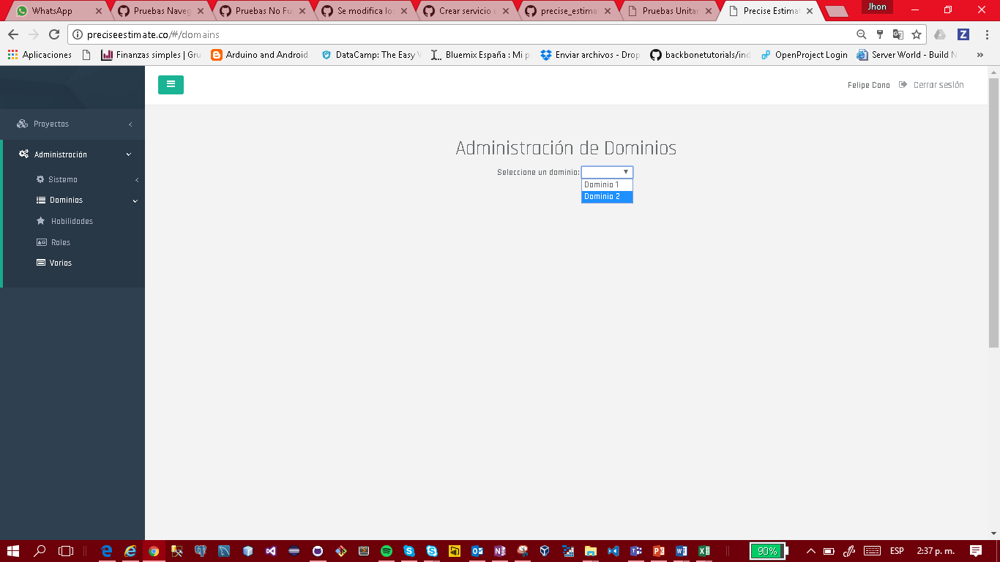 Jhon
WhatsApp
Pruebas Naveg
Pruebas No Fu
Se modifica lo
Crear servicio
precise_estima
Pruebas Unitar
Precise Estima
preciseestimate.co/#/domains
Aplicaciones
Finanzas simples | Gru
Arduino and Android
DataCamp: The Easy
Bluemix España : Mi p
Enviar archivos - Drop
backbonetutorials/ind
OpenProject Login
Server World - Build N
»
Felipe Cano
Cerrar sesión
Proyectos
Administración
Sistema
Dominios
Habilidades
Roles
Varios
Administración de Dominios
Seleccione un dominio:
Dominio 1
Dominio 2
90%
ESP
2:37 p. m.